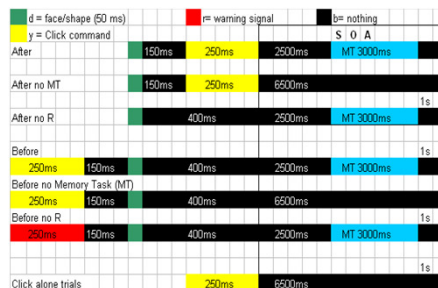 d = face/shape (50 ms) r= warning signal b= nothing
y = Click command S O A
After 150ms 250ms 2500ms MT 3000ms
After no MT 150ms 250ms 6500ms
1s
After no R 400ms 2500ms MT 3000ms
Before 1s
250ms 150ms 400ms 2500ms MT 3000ms
Before no Memory Task (MT)
250ms 150ms 400ms 6500ms
Before no R 1s
250ms 150ms 400ms 2500ms MT 3000ms
1s
Click alone trials 250ms 6500ms